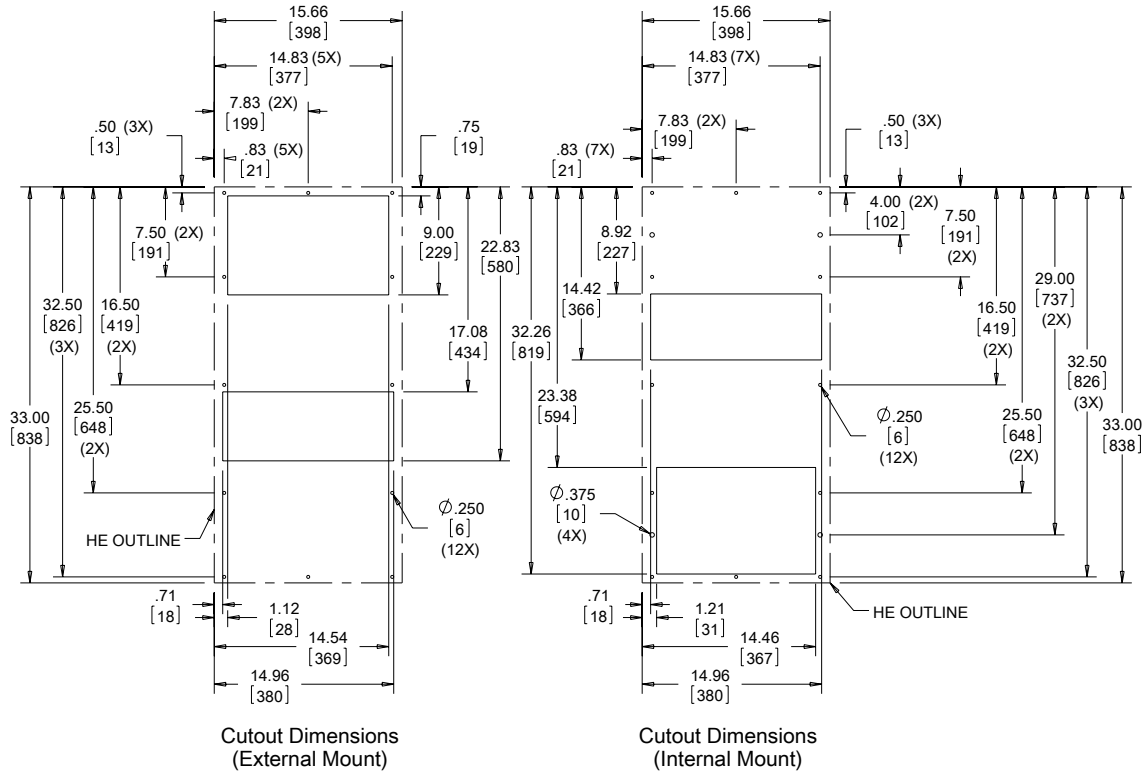 15.66
[398]
14.83 (5X)
[377]
7.83 (2X)
[199]
.50 (3X)
[13]
.83 (5X)
[21]
.75
[19]
7.50 (2X)
[191]
9.00
[229]
22.83
[580]
32.50
[826]
(3X)
16.50
[419]
(2X)
17.08
[434]
33.00
[838]
25.50
[648]
(2X)
Ø.250
[6]
(12X)
HE OUTLINE
.71
[18]
1.12
[28]
14.54
[369]
14.96
[380]
Cutout Dimensions
(External Mount)
15.66
[398]
14.83 (7X)
[377]
7.83 (2X)
[199]
.50 (3X)
[13]
.83 (7X)
[21]
4.00 (2X)
[102]
7.50
[191]
(2X)
8.92
[227]
14.42
[366]
29.00
[737]
(2X)
16.50
[419]
(2X)
32.26
[819]
32.50
[826]
(3X)
23.38
[594]
25.50
[648]
(2X)
33.00
[838]
Ø.250
[6]
(12X)
Ø.375
[10]
(4X)
HE OUTLINE
.71
[18]
1.21
[31]
14.46
[367]
14.96
[380]
Cutout Dimensions
(Internal Mount)